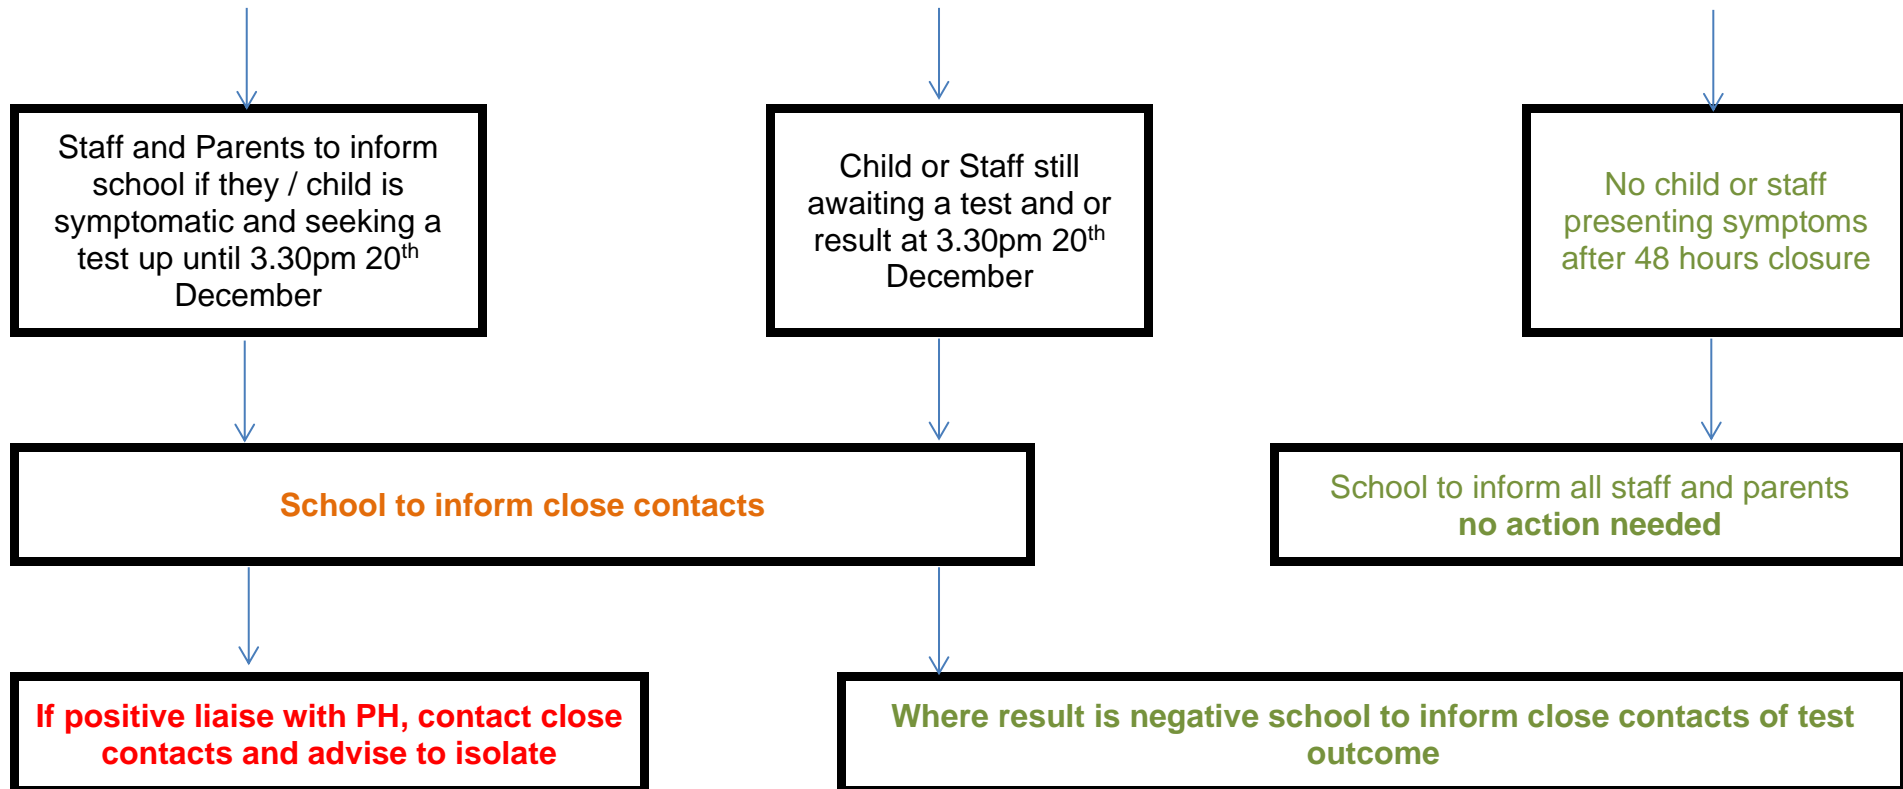 Staff and Parents to inform
school if they / child is
symptomatic and seeking a
test up until 3.30pm 20th
December
Child or Staff still
awaiting a test and or
result at 3.30pm 20th
December
No child or staff
presenting symptoms
after 48 hours closure
School to inform close contacts
School to inform all staff and parents
no action needed
If positive liaise with PH, contact close
contacts and advise to isolate
Where result is negative school to inform close contacts of test
outcome